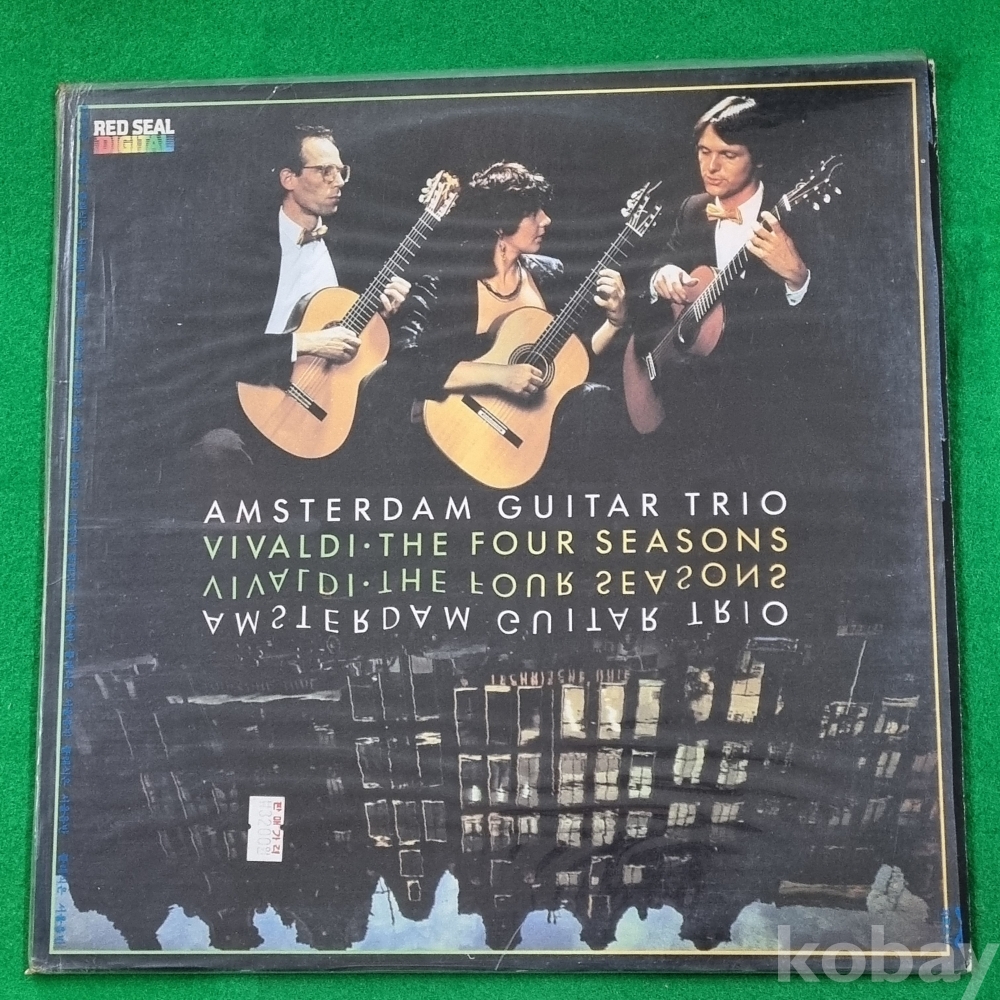 RED SEAL
DIGITAL
AMSTERDAM GUITAR TRIO
VIVALDI·THE FOUR SEASONS
VIVALDI·THE FOUR SEASONS
AMSTERDAM GUITAR TRIO
kobay